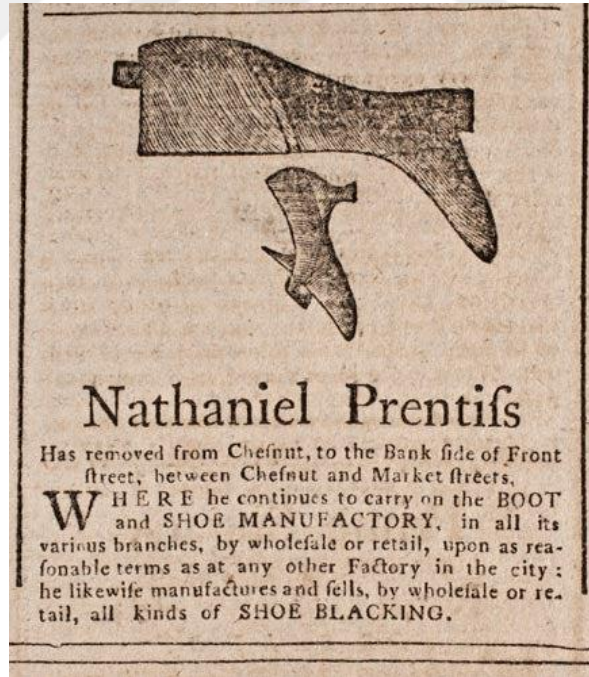 Nathaniel Prentiſs
Has removed from Cheſnut, to the Bank ſide of Front
ſtreet, between Cheſnut and Market ſtreets,
WHERE he continues to carry on the BOOT
and SHOE MANUFACTORY, in all its
various branches, by wholeſale or retail, upon as rea-
ſonable terms as at any other Factory in the city :
he likewiſe manufactures and ſells, by wholeſale or re-
tail, all kinds of SHOE BLACKING.